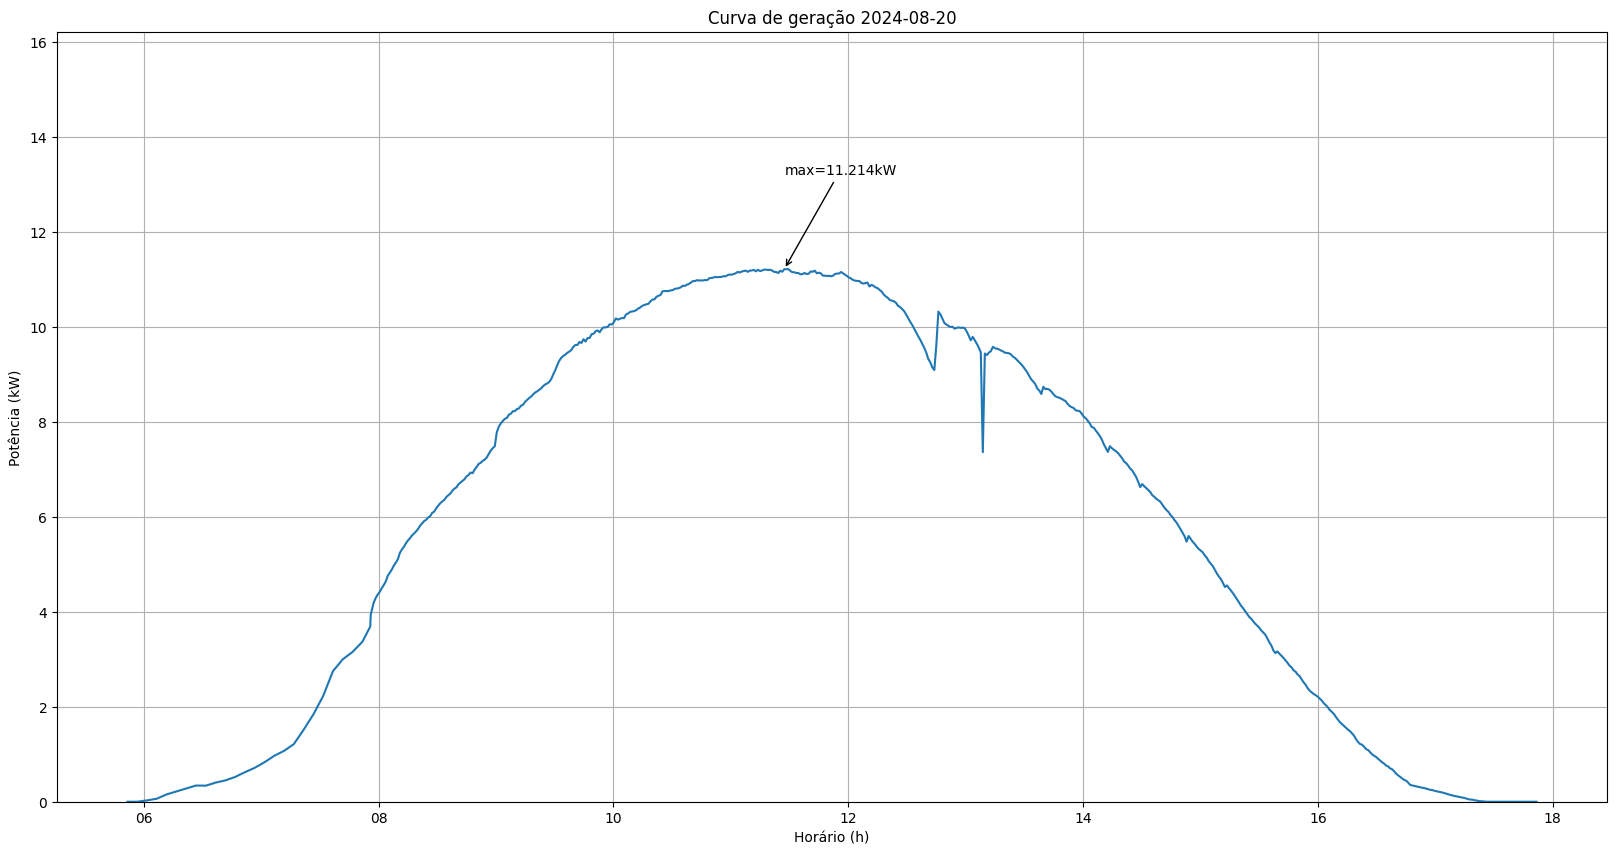 Curva de geração 2024-08-20
16
14
max=11.214kW
12
10
8
6
4
2
0
Potência (kW)
06 08 10 12 14 16 18
Horário (h)